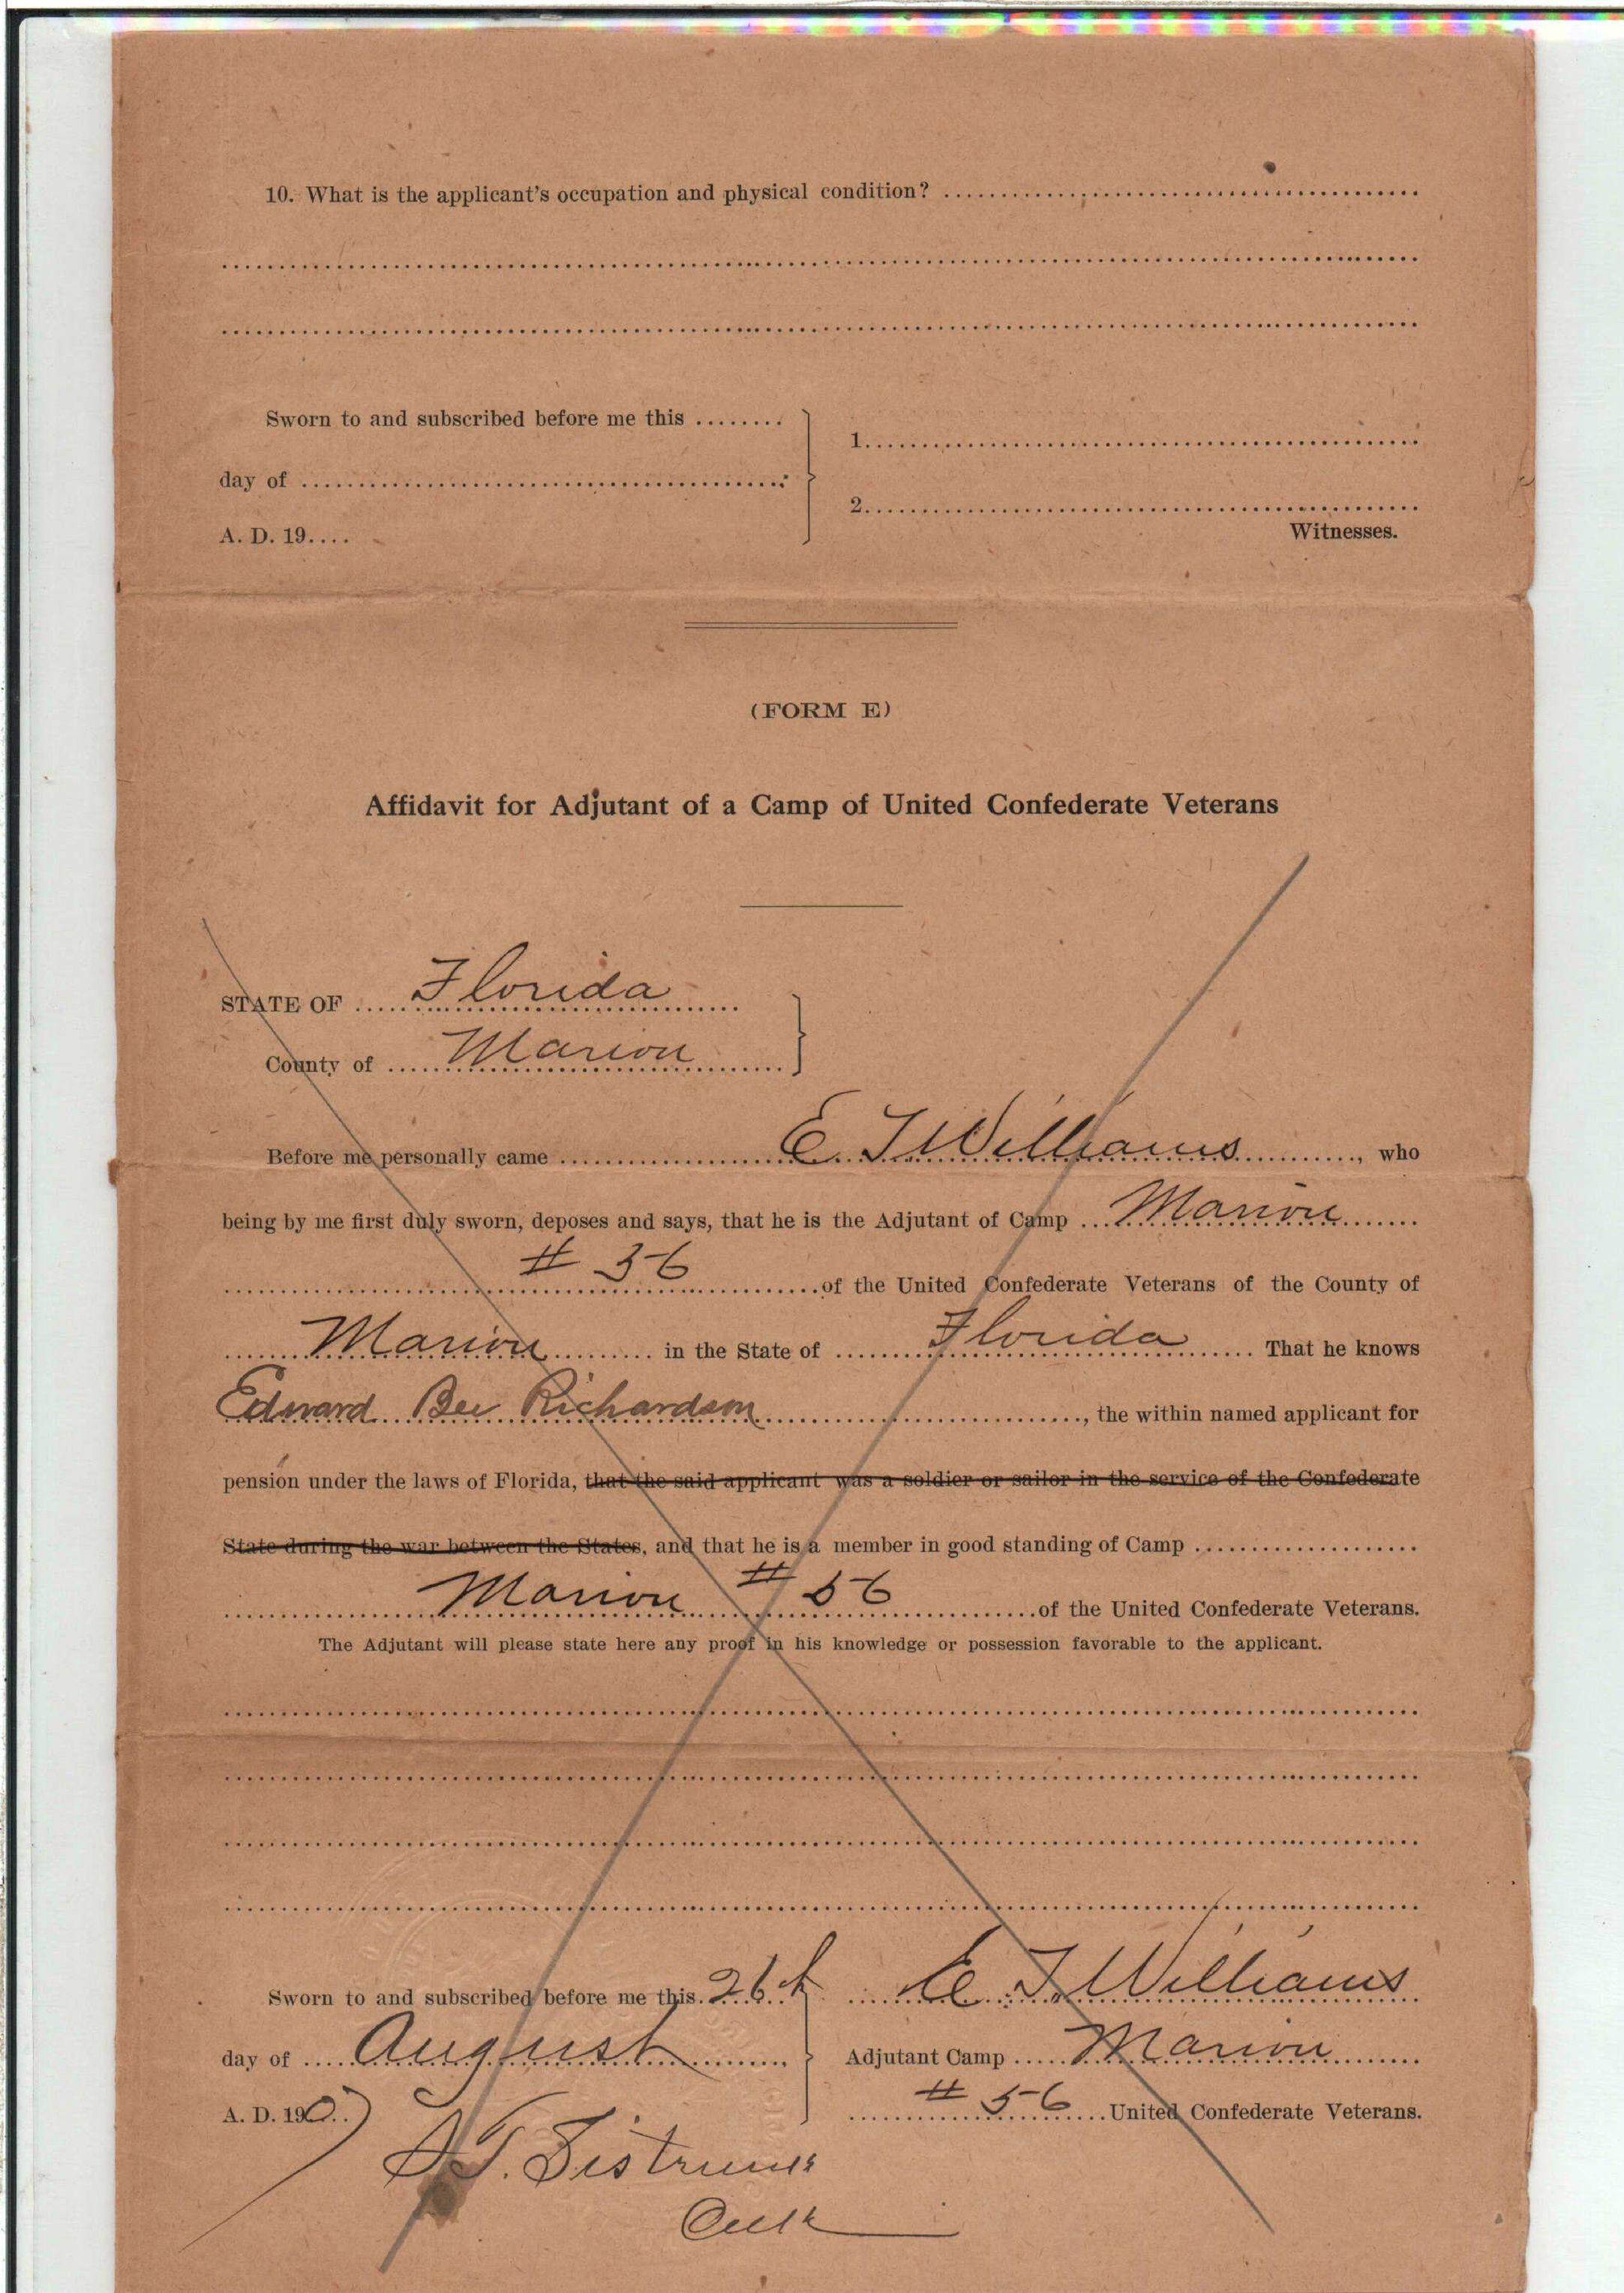 10. What is the applicant's occupation and physical condition? ........................
................................................
................................................
Sworn to and subscribed before me this ........
1................................................
day of ................................................
2................................................
A. D. 19....
Witnesses.
(FORM E)
Affidavit for Adjutant of a Camp of United Confederate Veterans
STATE OF .... Florida ....
County of .... Marion ....
Before me personally came .... E. T. Williams ...., who
being by me first duly sworn, deposes and says, that he is the Adjutant of Camp ... Marion ....
.... # 56 .... of the United Confederate Veterans of the County of
.... Marion .... in the State of .... Florida .... That he knows
Edward Bee Richardson ...., the within named applicant for
pension under the laws of Florida, that the said applicant was a soldier or sailor in the service of the Confederate
State during the war between the States, and that he is a member in good standing of Camp ....................
.... Marion # 56 .... of the United Confederate Veterans.
The Adjutant will please state here any proof in his knowledge or possession favorable to the applicant.
................................................
................................................
................................................
................................................
Sworn to and subscribed before me this 26th .... E. T. Williams
day of .... August .... Adjutant Camp .... Marion ....
A. D. 190 7 .... # 56 .... United Confederate Veterans.
S. T. Sistrunk
Clerk